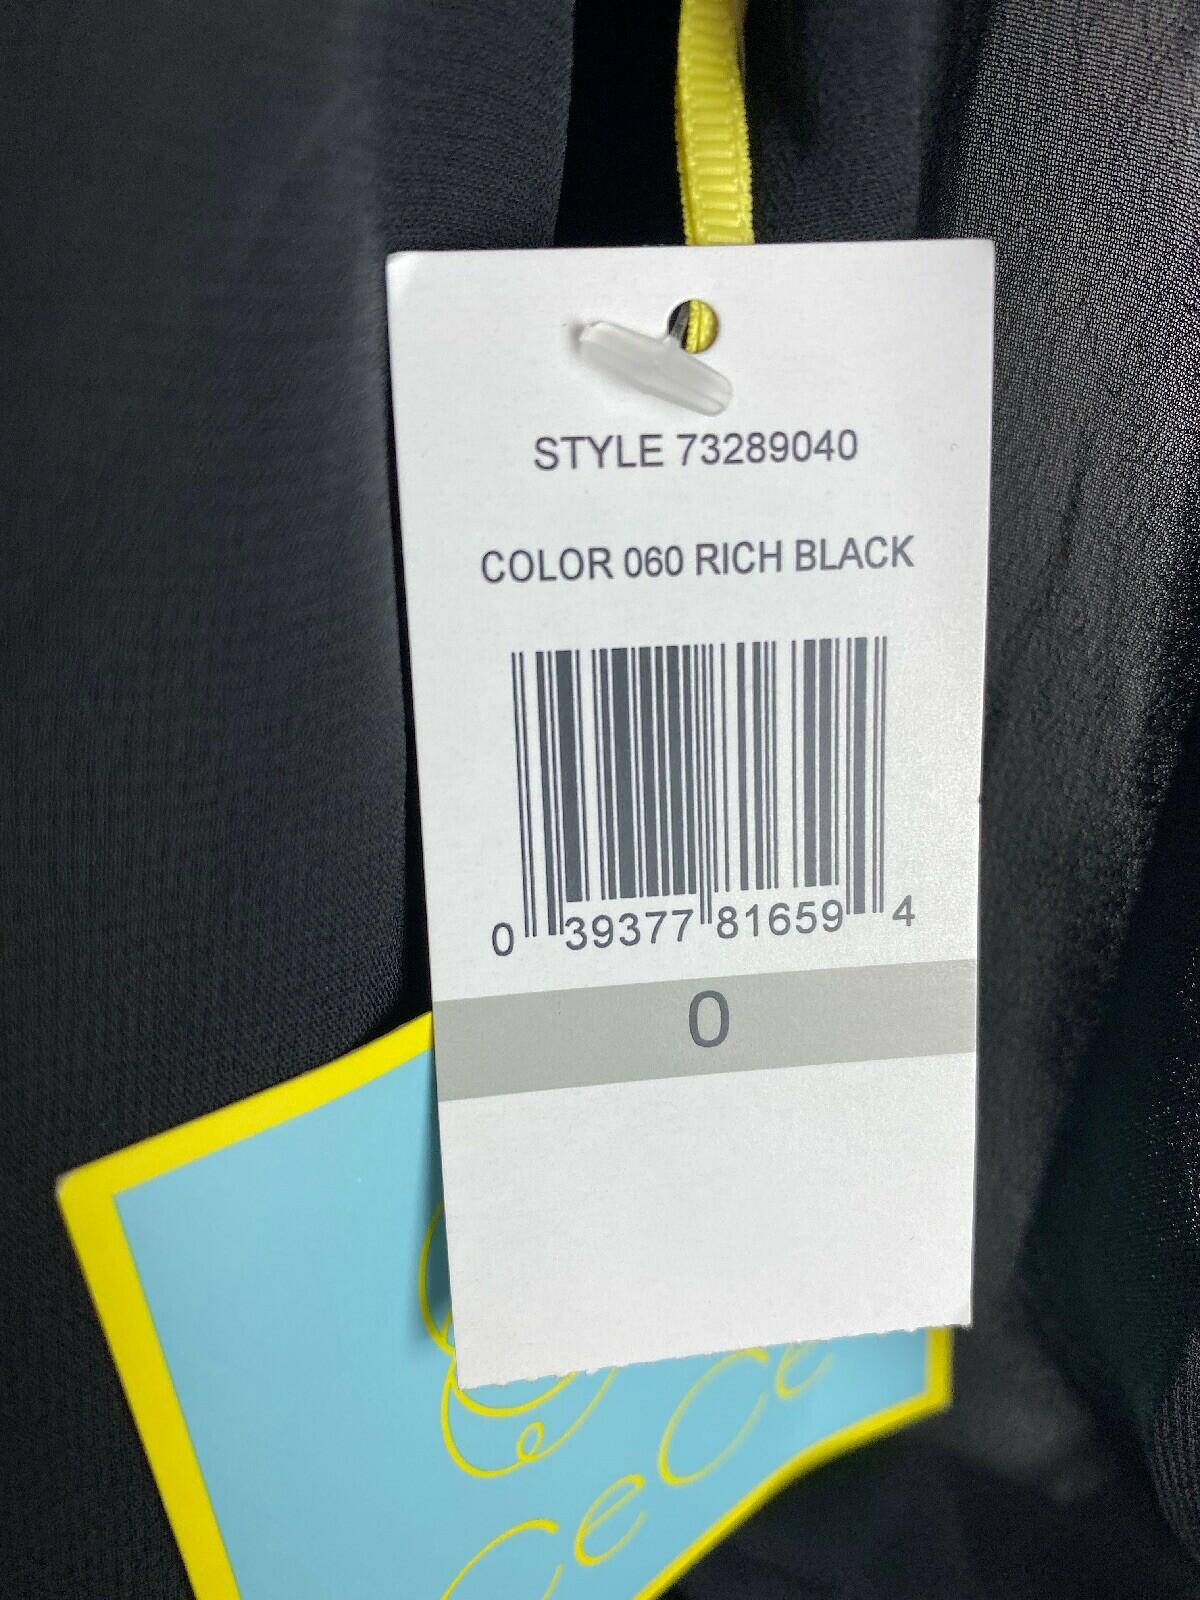 STYLE 73289040
COLOR 060 RICH BLACK
0 39377 81659 4
0
CeCe